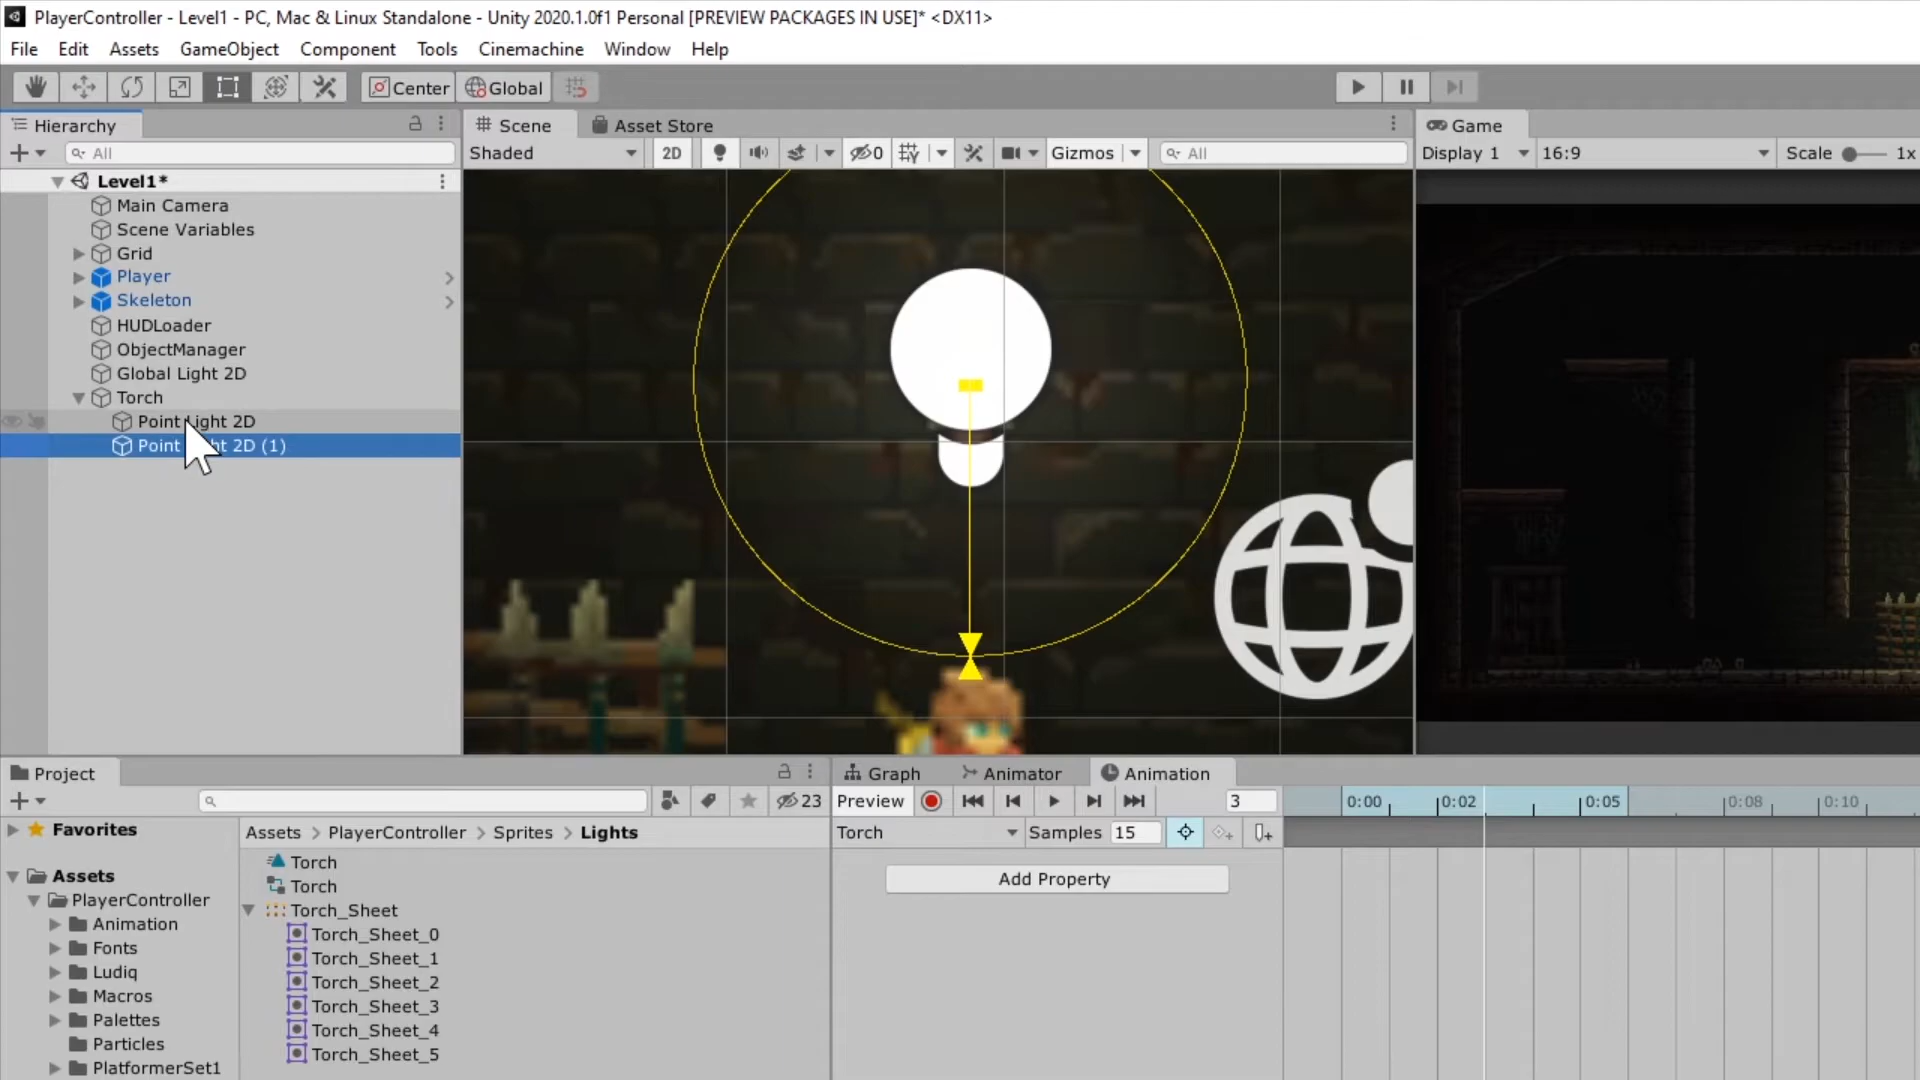 PlayerController - Level1 - PC, Mac & Linux Standalone - Unity 2020.1.0f1 Personal [PREVIEW PACKAGES IN USE]* <DX11>
File Edit Assets GameObject Component Tools Cinemachine Window Help
Center Global
Hierarchy
All
Level1*
Main Camera
Scene Variables
Grid
Player
Skeleton
HUDLoader
ObjectManager
Global Light 2D
Torch
Point Light 2D
Point Light 2D (1)
Scene Asset Store
Shaded 2D 0 Gizmos All
Game
Display 1 16:9 Scale 1x
Project
23
Favorites
Assets
PlayerController
Animation
Fonts
Ludiq
Macros
Palettes
Particles
PlatformerSet1
Assets > PlayerController > Sprites > Lights
Torch
Torch
Torch_Sheet
Torch_Sheet_0
Torch_Sheet_1
Torch_Sheet_2
Torch_Sheet_3
Torch_Sheet_4
Torch_Sheet_5
Graph Animator Animation
Preview 3 0:00 0:02 0:05 0:08 0:10
Torch Samples 15
Add Property